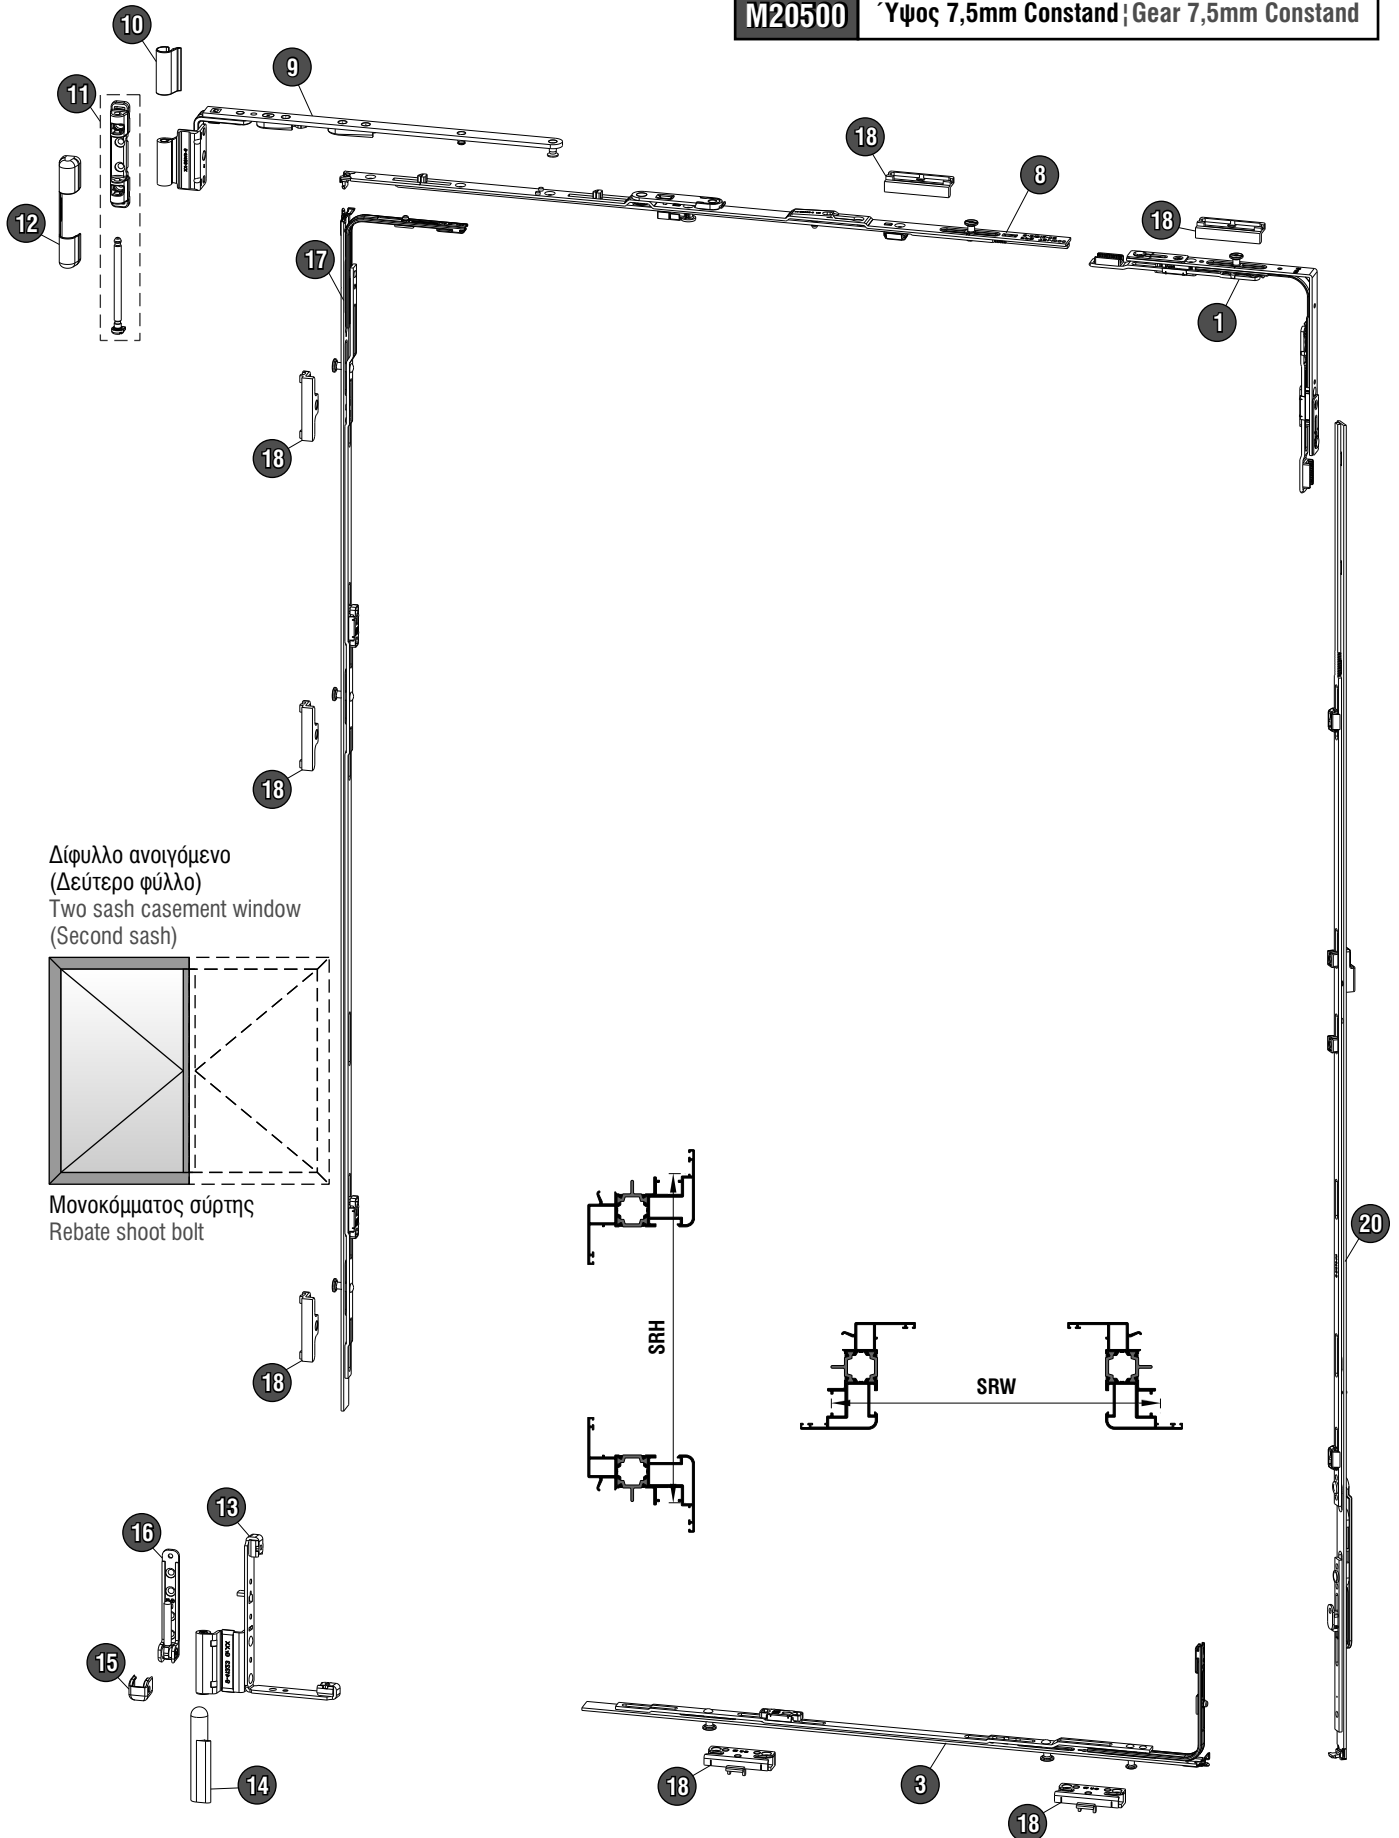 M20500
΄Υψος 7,5mm Constand ¦ Gear 7,5mm Constand
10
9
11
18
8
12
18
17
1
18
18
Δίφυλλο ανοιγόμενο
(Δεύτερο φύλλο)
Two sash casement window
(Second sash)
Μονοκόμματος σύρτης
Rebate shoot bolt
20
SRH
SRW
18
13
16
15
14
18
3
18